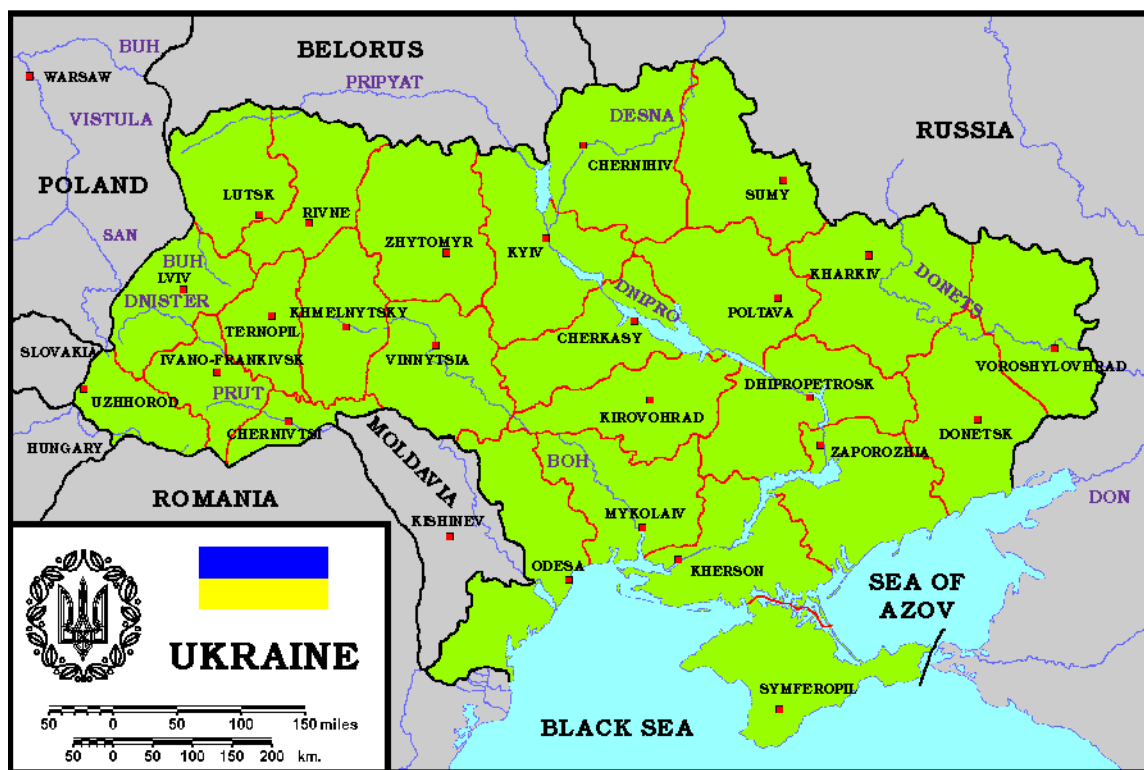 BUH
BELORUS
WARSAW
PRIPYAT
VISTULA
DESNA
RUSSIA
CHERNIHIV
POLAND
SUMY
LUTSK
RIVNE
SAN
ZHYTOMYR
KYIV
BUH
KHARKIV
LVIV
DONETS
DNISTER
DNIPRO
KHMELNYTSKY
POLTAVA
TERNOPIL
CHERKASY
SLOVAKIA
IVANO-FRANKIVSK
VINNYTSIA
VOROSHYLOVHRAD
DHIPROPETROSK
PRUT
UZHHOROD
KIROVOHRAD
CHERNIVTSI
DONETSK
HUNGARY
MOLDAVIA
BOH
ZAPOROZHIA
ROMANIA
DON
MYKOLAIV
KISHINEV
ODESA
KHERSON
SEA OF
AZOV
UKRAINE
SYMFEROPIL
BLACK SEA
50 0 50 100 150 miles
50 0 50 100 150 200 km.